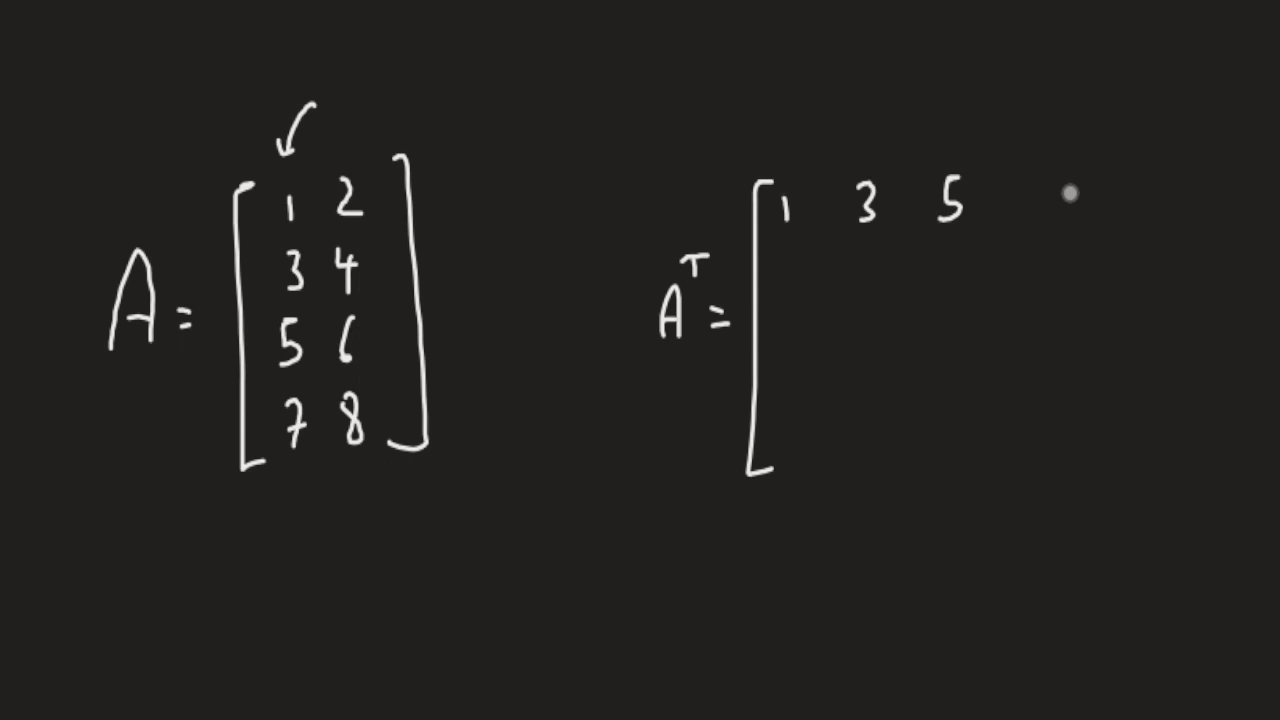 A = [ 1 2
3 4
5 6
7 8 ]
Aᵀ = [ 1 3 5